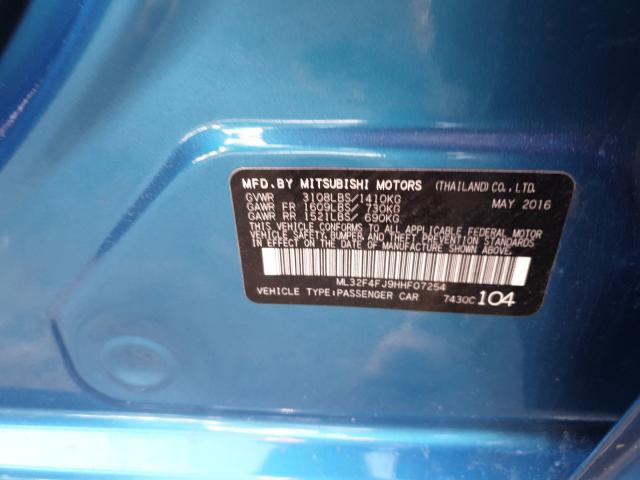 MFD.BY MITSUBISHI MOTORS (THAILAND) CO., LTD.
GVWR 3108LBS/1410KG MAY 2016
GAWR FR 1609LBS/ 730KG
GAWR RR 1521LBS/ 690KG
THIS VEHICLE CONFORMS TO ALL APPLICABLE FEDERAL MOTOR
VEHICLE SAFETY, BUMPER AND THEFT PREVENTION STANDARDS
IN EFFECT ON THE DATE OF MANUFACTURE SHOWN ABOVE.
ML32F4FJ9HHF07254
VEHICLE TYPE:PASSENGER CAR 7430C 104